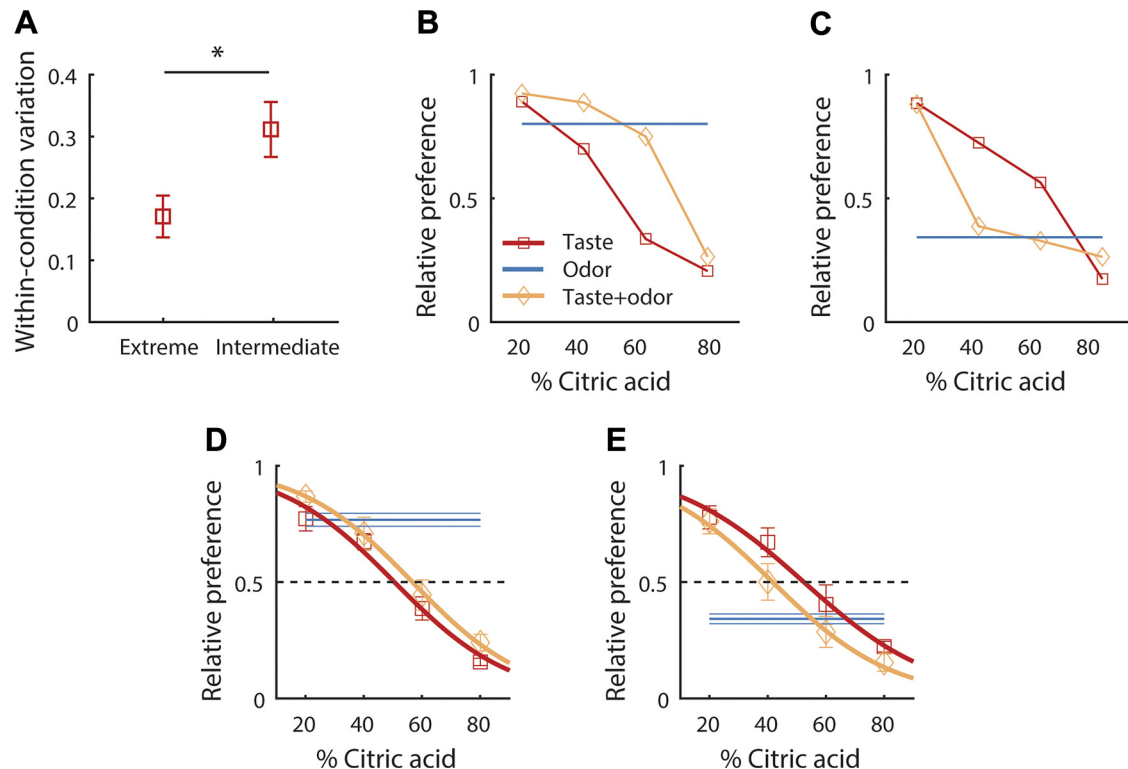 A
Within-condition variation
0.4
0.3
0.2
0.1
0
*
Extreme Intermediate
B
Relative preference
1
0.5
0
Taste
Odor
Taste+odor
20 40 60 80
% Citric acid
C
Relative preference
1
0.5
0
20 40 60 80
% Citric acid
D
Relative preference
1
0.5
0
20 40 60 80
% Citric acid
E
Relative preference
1
0.5
0
20 40 60 80
% Citric acid